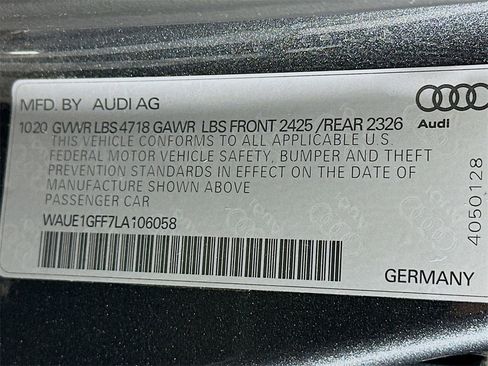 MFD. BY AUDI AG
10 20 GVWR LBS 4718 GAWR LBS FRONT 2425 /REAR 2326
THIS VEHICLE CONFORMS TO ALL APPLICABLE U.S.
FEDERAL MOTOR VEHICLE SAFETY, BUMPER AND THEFT
PREVENTION STANDARDS IN EFFECT ON THE DATE OF
MANUFACTURE SHOWN ABOVE
PASSENGER CAR
WAUE1GFF7LA106058
Audi
4050128
GERMANY